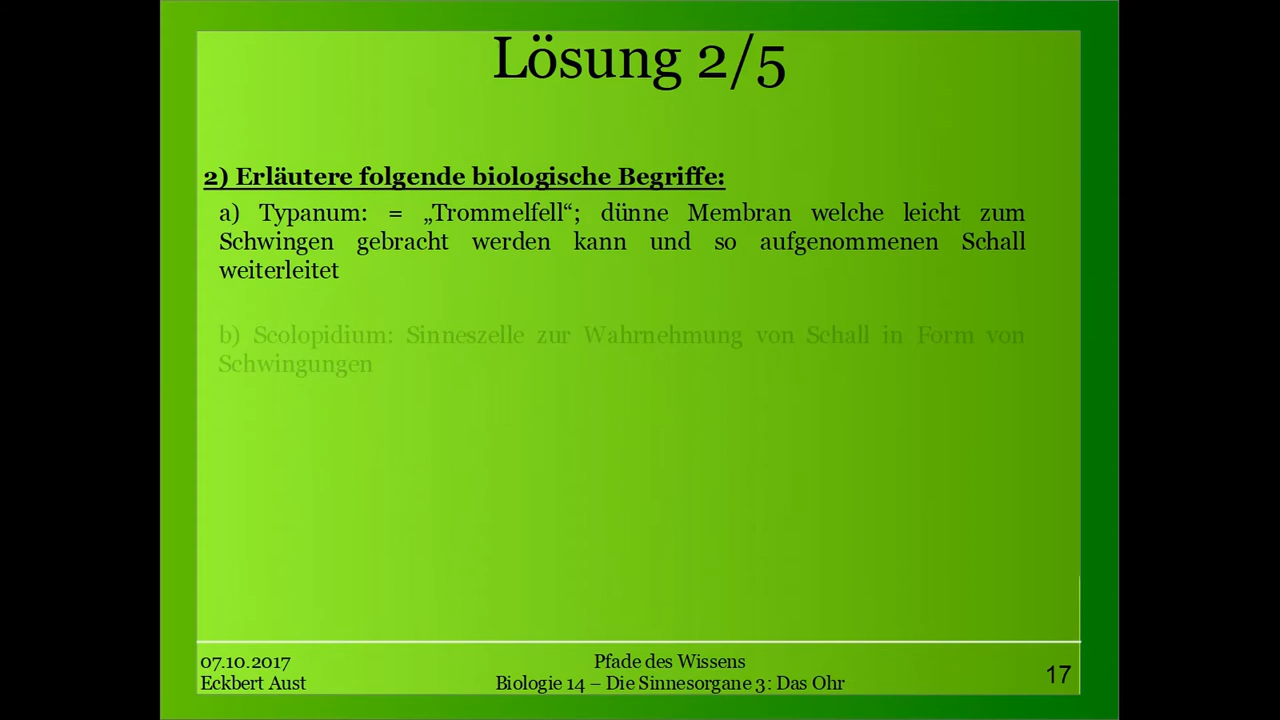 Lösung 2/5
2) Erläutere folgende biologische Begriffe:
a) Typanum: = „Trommelfell“; dünne Membran welche leicht zum
Schwingen gebracht werden kann und so aufgenommenen Schall
weiterleitet
b) Scolopidium: Sinneszelle zur Wahrnehmung von Schall in Form von
Schwingungen
07.10.2017
Eckbert Aust
Pfade des Wissens
Biologie 14 – Die Sinnesorgane 3: Das Ohr
17